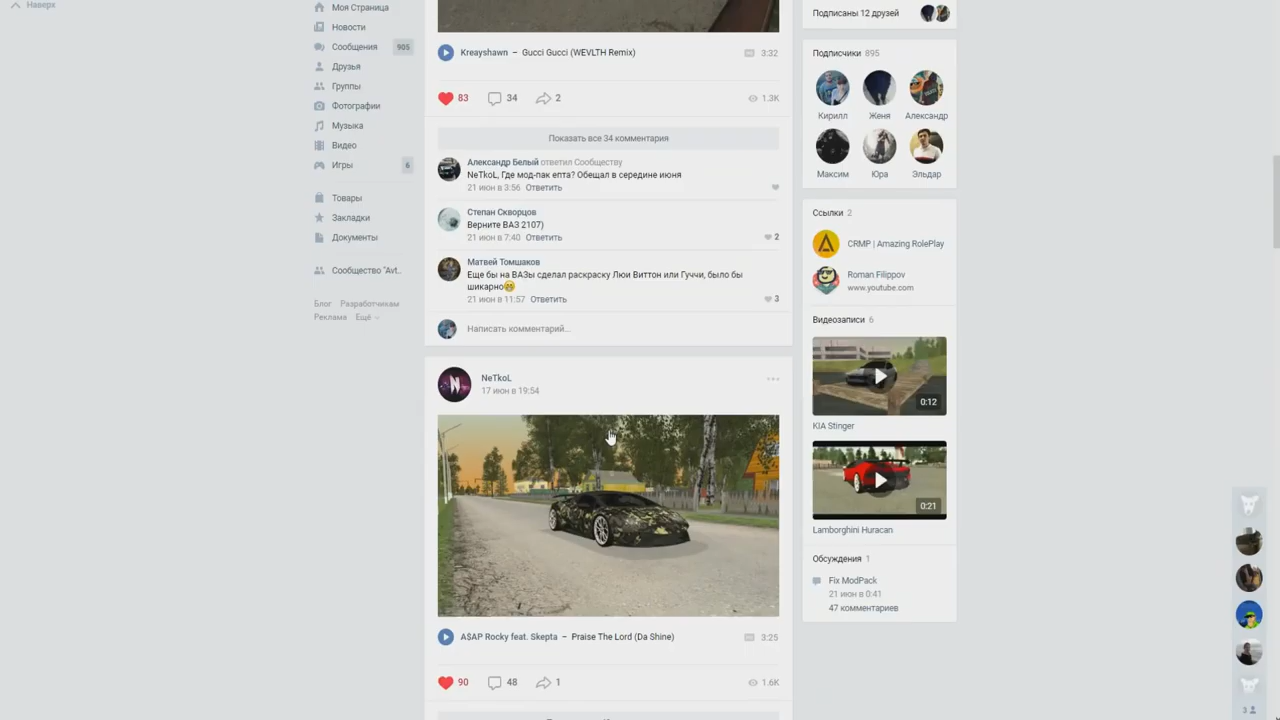 Наверх
Моя Страница
Новости
Сообщения 905
Друзья
Группы
Фотографии
Музыка
Видео
Игры 6
Товары
Закладки
Документы
Сообщество "Avt..
Блог Разработчикам
Реклама Ещё
Kreayshawn – Gucci Gucci (WEVLTH Remix) 3:32
83 34 2 1.3K
Показать все 34 комментария
Александр Белый ответил Сообществу
NeTkoL, Где мод-пак епта? Обещал в середине июня
21 июн в 3:56 Ответить
Степан Скворцов
Верните ВАЗ 2107)
21 июн в 7:40 Ответить 2
Матвей Томшаков
Еще бы на ВАЗы сделал раскраску Люи Виттон или Гуччи, было бы
шикарно😁
21 июн в 11:57 Ответить 3
Написать комментарий...
NeTkoL
17 июн в 19:54
A$AP Rocky feat. Skepta – Praise The Lord (Da Shine) 3:25
90 48 1 1.6K
Подписаны 12 друзей
Подписчики 895
Кирилл Женя Александр
Максим Юра Эльдар
Ссылки 2
CRMP | Amazing RolePlay
Roman Filippov
www.youtube.com
Видеозаписи 6
0:12
KIA Stinger
0:21
Lamborghini Huracan
Обсуждения 1
Fix ModPack
21 июн в 0:41
47 комментариев
3